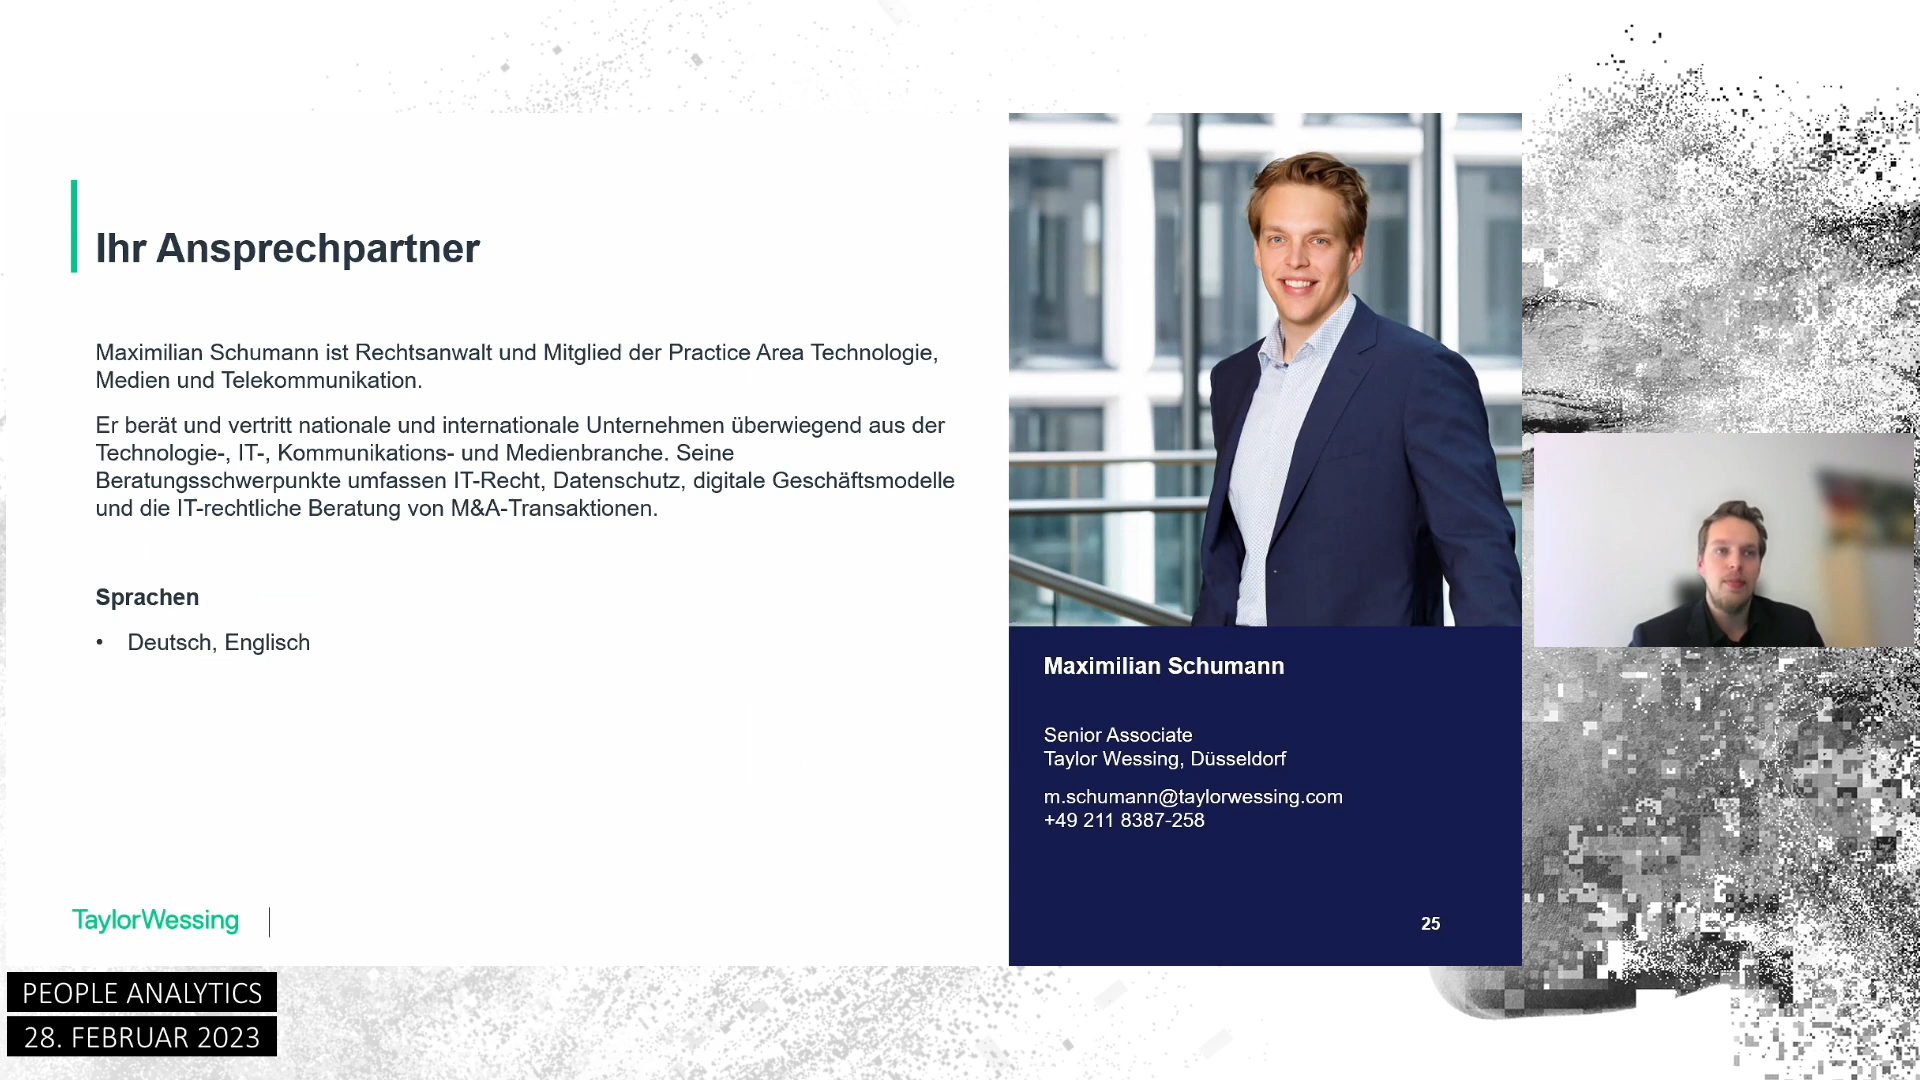 Ihr Ansprechpartner
Maximilian Schumann ist Rechtsanwalt und Mitglied der Practice Area Technologie,
Medien und Telekommunikation.
Er berät und vertritt nationale und internationale Unternehmen überwiegend aus der
Technologie-, IT-, Kommunikations- und Medienbranche. Seine
Beratungsschwerpunkte umfassen IT-Recht, Datenschutz, digitale Geschäftsmodelle
und die IT-rechtliche Beratung von M&A-Transaktionen.
Sprachen
• Deutsch, Englisch
Maximilian Schumann
Senior Associate
Taylor Wessing, Düsseldorf
m.schumann@taylorwessing.com
+49 211 8387-258
25
TaylorWessing
PEOPLE ANALYTICS
28. FEBRUAR 2023